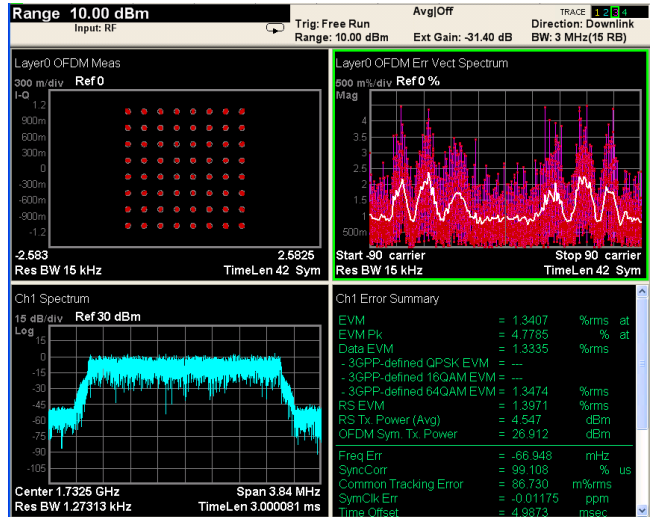 Range 10.00 dBm
Input: RF
Trig: Free Run
Range: 10.00 dBm
Avg|Off
Ext Gain: -31.40 dB
TRACE 1 2 3 4
Direction: Downlink
BW: 3 MHz(15 RB)
Layer0 OFDM Meas
300 m/div Ref 0
I-Q
1.2
900m
600m
300m
0
-300m
-600m
-900m
-1.2
-2.583 2.5825
Res BW 15 kHz TimeLen 42 Sym
Layer0 OFDM Err Vect Spectrum
500 m%/div Ref 0 %
Mag
4
3.5
3
2.5
2
1.5
1
500m
Start -90 carrier Stop 90 carrier
Res BW 15 kHz TimeLen 42 Sym
Ch1 Spectrum
15 dB/div Ref 30 dBm
Log
15
0
-15
-30
-45
-60
-75
-90
-105
Center 1.7325 GHz Span 3.84 MHz
Res BW 1.27313 kHz TimeLen 3.000081 ms
Ch1 Error Summary
EVM = 1.3407 %rms at
EVM Pk = 4.7785 % at
Data EVM = 1.3335 %rms
- 3GPP-defined QPSK EVM = ---
- 3GPP-defined 16QAM EVM = ---
- 3GPP-defined 64QAM EVM = 1.3474 %rms
RS EVM = 1.3971 %rms
RS Tx. Power (Avg) = 4.547 dBm
OFDM Sym. Tx. Power = 26.912 dBm
Freq Err = -66.948 mHz
SyncCorr = 99.108 % us
Common Tracking Error = 86.730 m%rms
SymClk Err = -0.01175 ppm
Time Offset = 4.9873 msec